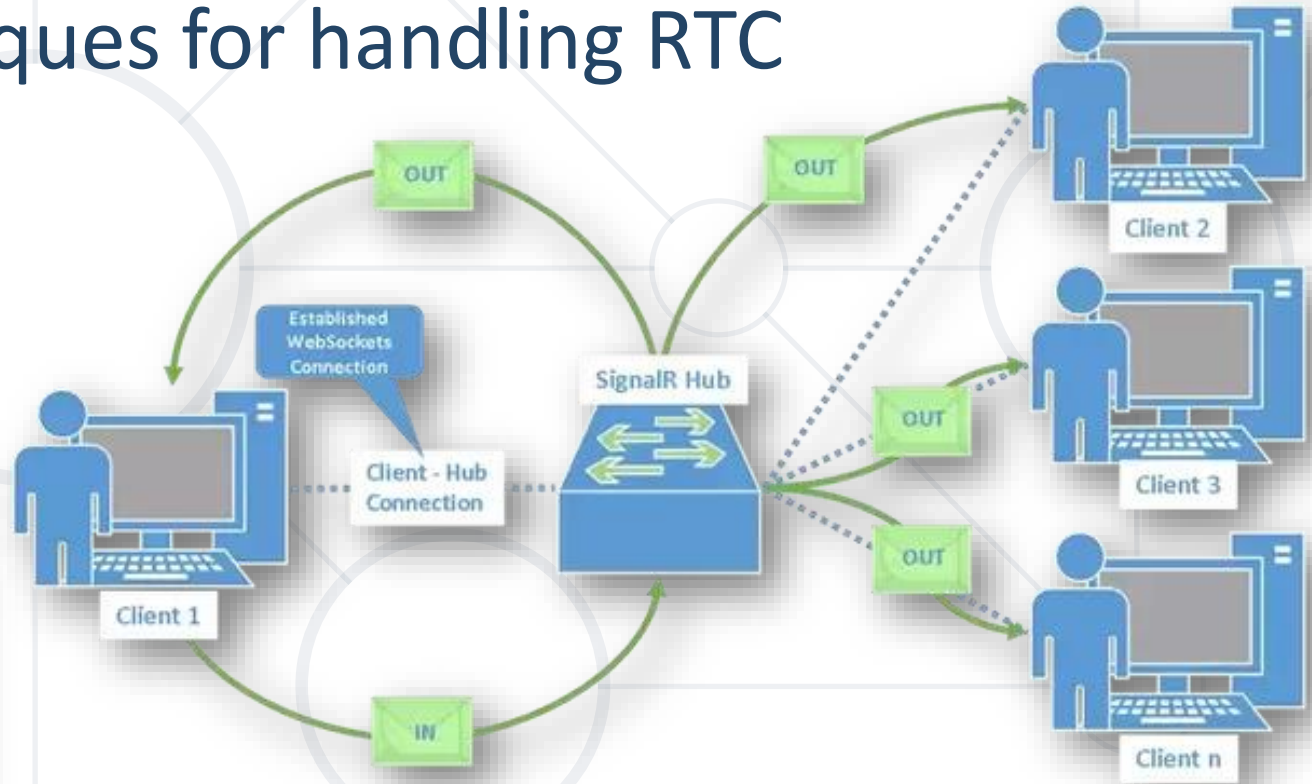 ques for handling RTC
OUT
OUT
Client 2
Established
WebSockets
Connection
SignalR Hub
OUT
Client - Hub
Connection
Client 3
OUT
Client 1
IN
Client n